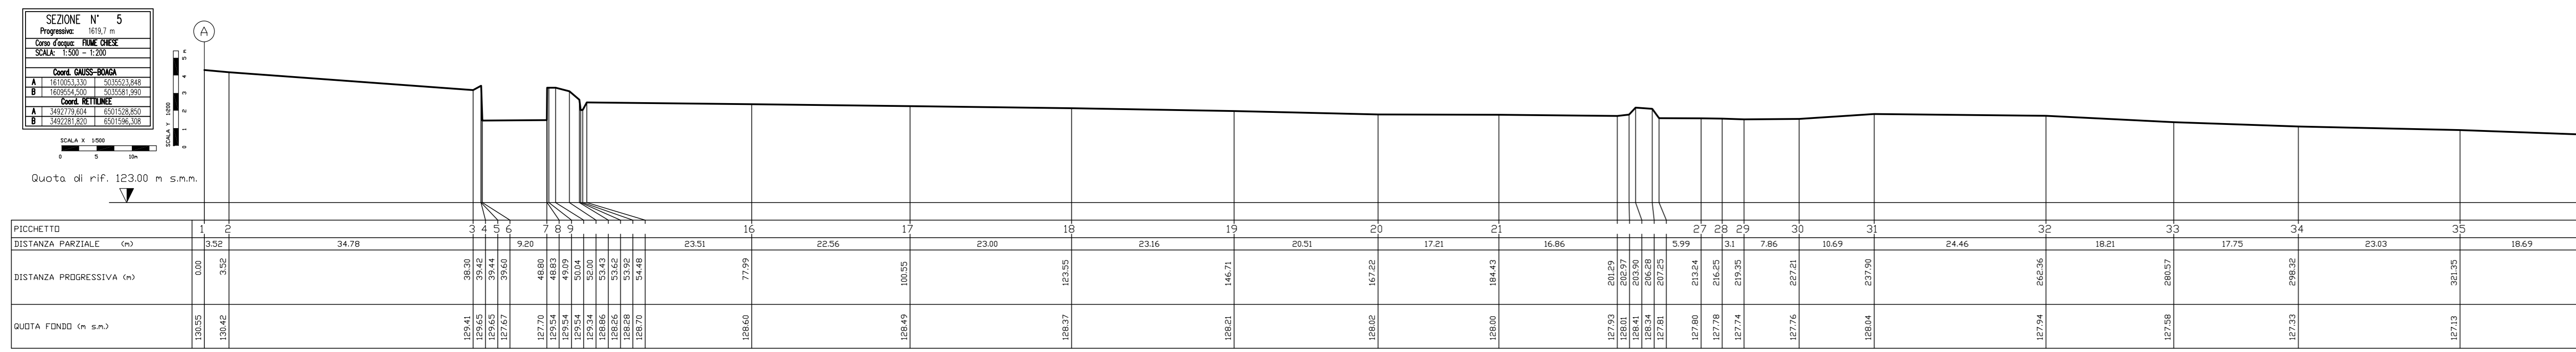 SEZIONE N° 5
Progressiva: 1619,7 m
Corso d'acqua: FIUME CHIESE
SCALA: 1:500 - 1:200
Coord. GAUSS-BOAGA
A 1610053,330 5035523,848
B 1609554,500 5035581,990
Coord. RETTILINEE
A 3492779,604 6501528,850
B 3492281,820 6501596,308
A
SCALA Y 1:200
0 1 2 3 4 5 m
SCALA X 1:500
0 5 10m
Quota di rif. 123.00 m s.m.m.
PICCHETTO 1 2 3 4 5 6 7 8 9 16 17 18 19 20 21 27 28 29 30 31 32 33 34 35
DISTANZA PARZIALE (m) 3.52 34.78 9.20 23.51 22.56 23.00 23.16 20.51 17.21 16.86 5.99 3.1 7.86 10.69 24.46 18.21 17.75 23.03 18.69
DISTANZA PROGRESSIVA (m) 0.00 3.52 38.30 39.42 39.44 39.60 48.80 48.83 49.09 50.04 52.00 53.43 53.62 53.92 54.48 77.99 100.55 123.55 146.71 167.22 184.43 201.29 202.97 203.90 206.28 207.25 213.24 216.25 219.35 227.21 237.90 262.36 280.57 298.32 321.35
QUOTA FONDO (m s.m.) 130.55 130.42 129.41 129.65 129.65 127.67 127.70 129.54 129.54 129.54 129.34 128.86 128.26 128.28 128.70 128.60 128.49 128.37 128.21 128.02 128.00 127.93 128.01 128.41 128.34 127.81 127.80 127.78 127.74 127.76 128.04 127.94 127.58 127.33 127.13